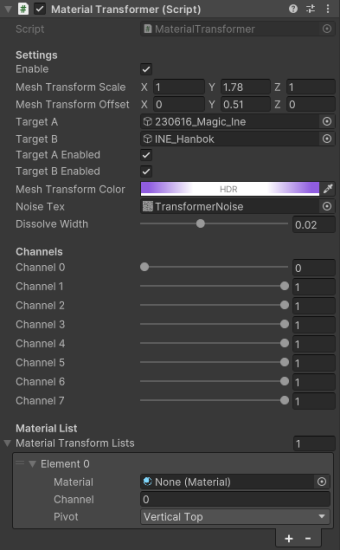 Material Transformer (Script)
Script MaterialTransformer
Settings
Enable
Mesh Transform Scale X 1 Y 1.78 Z 1
Mesh Transform Offset X 0 Y 0.51 Z 0
Target A 230616_Magic_Ine
Target B INE_Hanbok
Target A Enabled
Target B Enabled
Mesh Transform Color HDR
Noise Tex TransformerNoise
Dissolve Width 0.02
Channels
Channel 0 0
Channel 1 1
Channel 2 1
Channel 3 1
Channel 4 1
Channel 5 1
Channel 6 1
Channel 7 1
Material List
Material Transform Lists 1
Element 0
Material None (Material)
Channel 0
Pivot Vertical Top
+ -